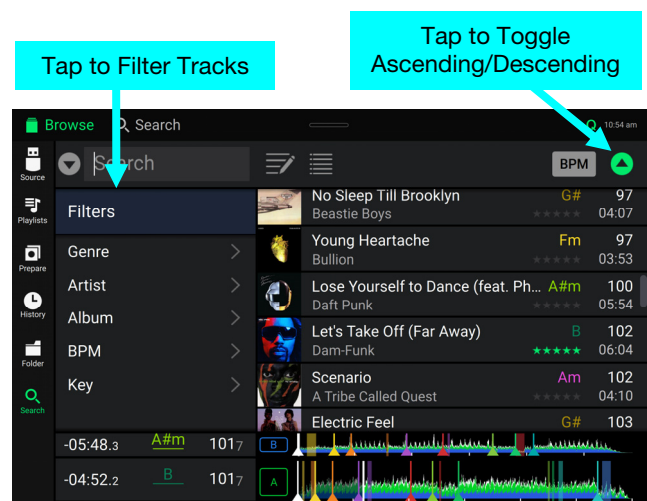 Tap to Filter Tracks
Tap to Toggle
Ascending/Descending
Browse
Search
Q
10:54 am
Source
Search
BPM
Playlists
Prepare
History
Folder
Search
Filters
Genre
Artist
Album
BPM
Key
No Sleep Till Brooklyn G# 97
Beastie Boys 04:07
Young Heartache Fm 97
Bullion 03:53
Lose Yourself to Dance (feat. Ph... A#m 100
Daft Punk 05:54
Let's Take Off (Far Away) B 102
Dam-Funk ★★★★★ 06:04
Scenario Am 102
A Tribe Called Quest 04:10
Electric Feel G# 103
-05:48.3 A#m 1017 B
-04:52.2 B 1017 A